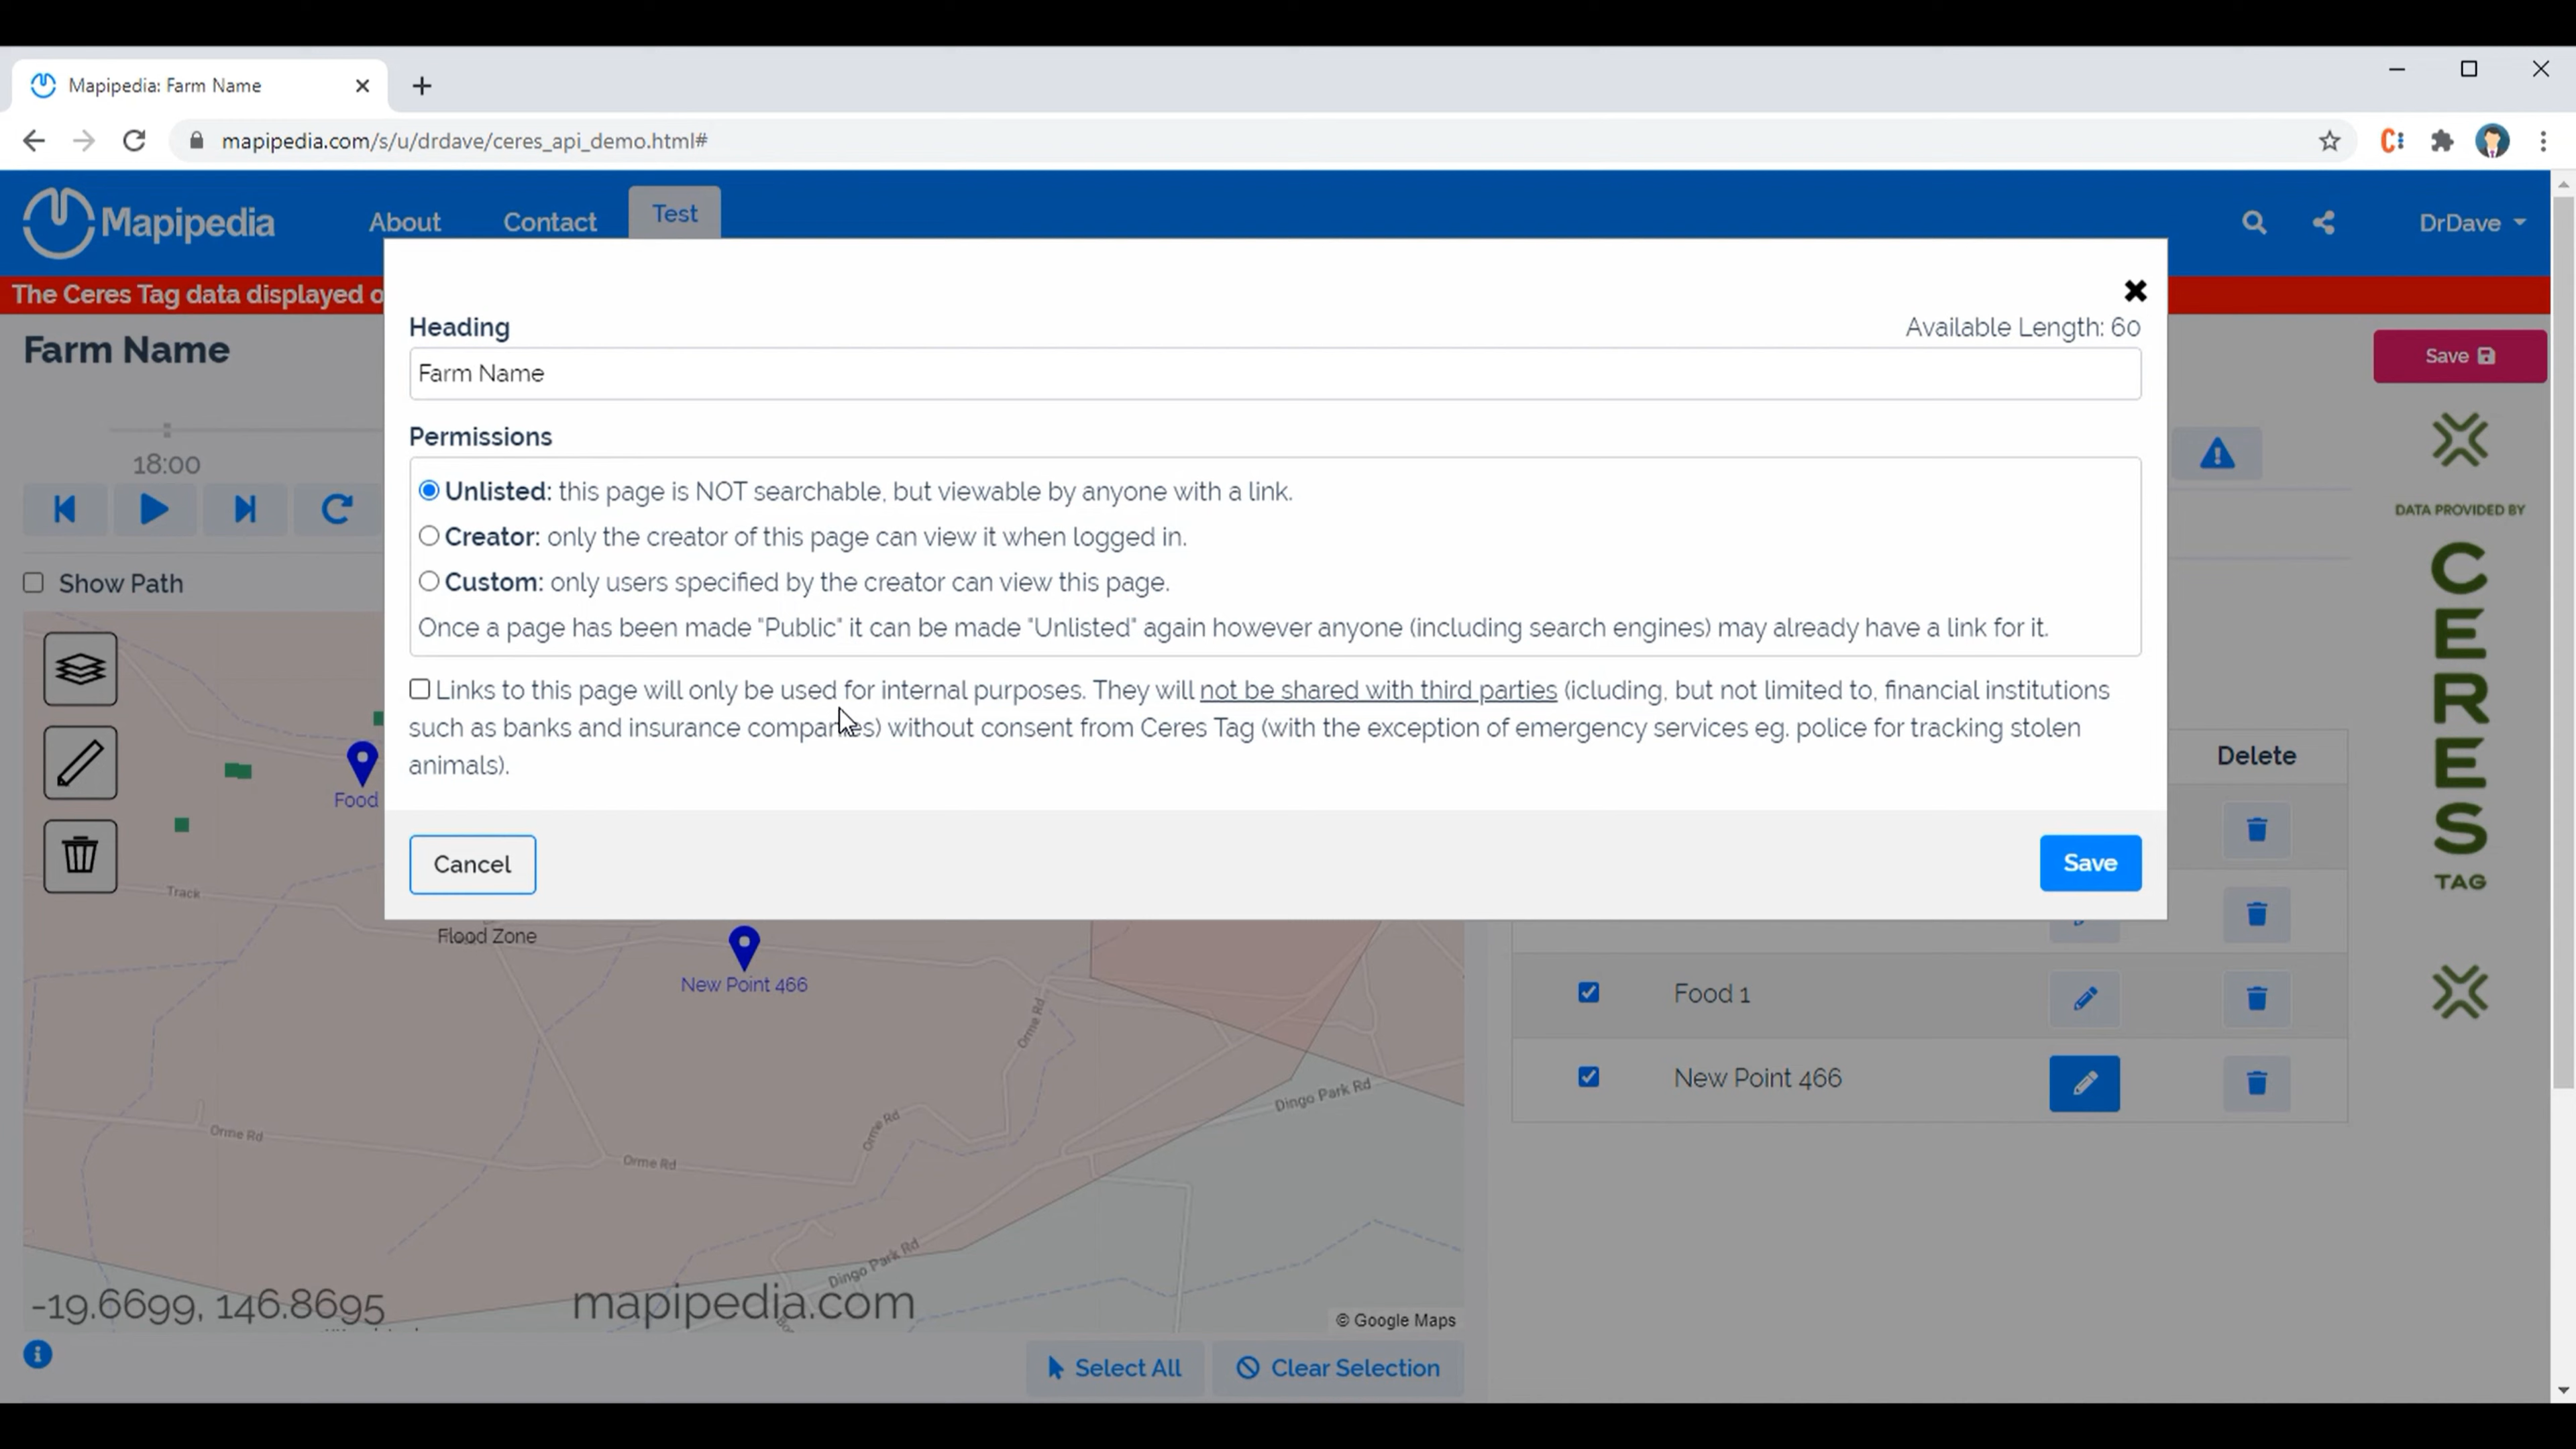 Mapipedia: Farm Name
mapipedia.com/s/u/drdave/ceres_api_demo.html#
Mapipedia
About
Contact
Test
DrDave
The Ceres Tag data displayed o
Farm Name
Save
18:00
Show Path
Heading
Available Length: 60
Farm Name
Permissions
Unlisted: this page is NOT searchable, but viewable by anyone with a link.
Creator: only the creator of this page can view it when logged in.
Custom: only users specified by the creator can view this page.
Once a page has been made "Public" it can be made "Unlisted" again however anyone (including search engines) may already have a link for it.
Links to this page will only be used for internal purposes. They will not be shared with third parties (icluding, but not limited to, financial institutions
such as banks and insurance companies) without consent from Ceres Tag (with the exception of emergency services eg. police for tracking stolen
animals).
Cancel
Save
DATA PROVIDED BY
CERES
TAG
Delete
Food 1
New Point 466
Food
Track
Flood Zone
New Point 466
Orme Rd
Orme Rd
Orme Rd
Orme Rd
Dingo Park Rd
Dingo Park Rd
-19.6699, 146.8695
mapipedia.com
© Google Maps
Select All
Clear Selection